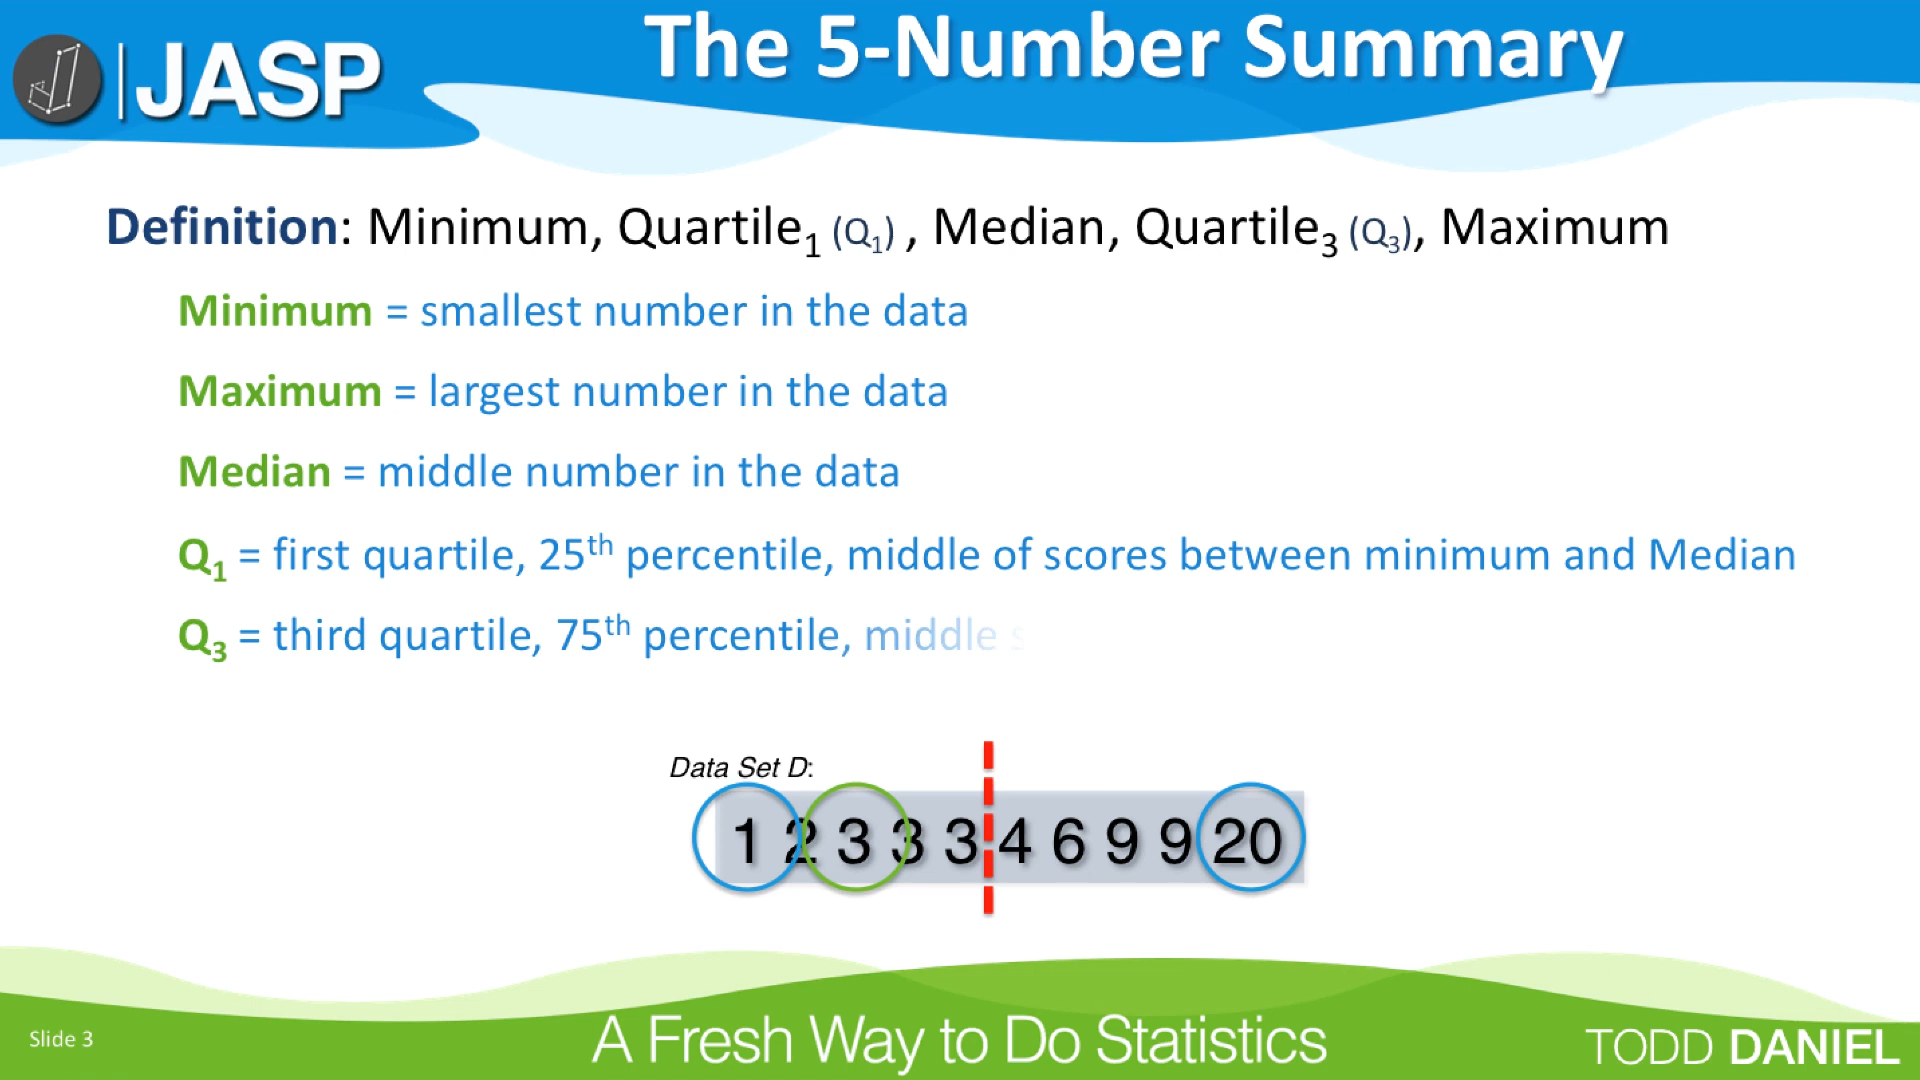 JASP
The 5-Number Summary
Definition: Minimum, Quartile₁ (Q₁) , Median, Quartile₃ (Q₃), Maximum
Minimum = smallest number in the data
Maximum = largest number in the data
Median = middle number in the data
Q₁ = first quartile, 25th percentile, middle of scores between minimum and Median
Q₃ = third quartile, 75th percentile, middle s
Data Set D:
1 2 3 3 3 4 6 9 9 20
Slide 3
A Fresh Way to Do Statistics
TODD DANIEL